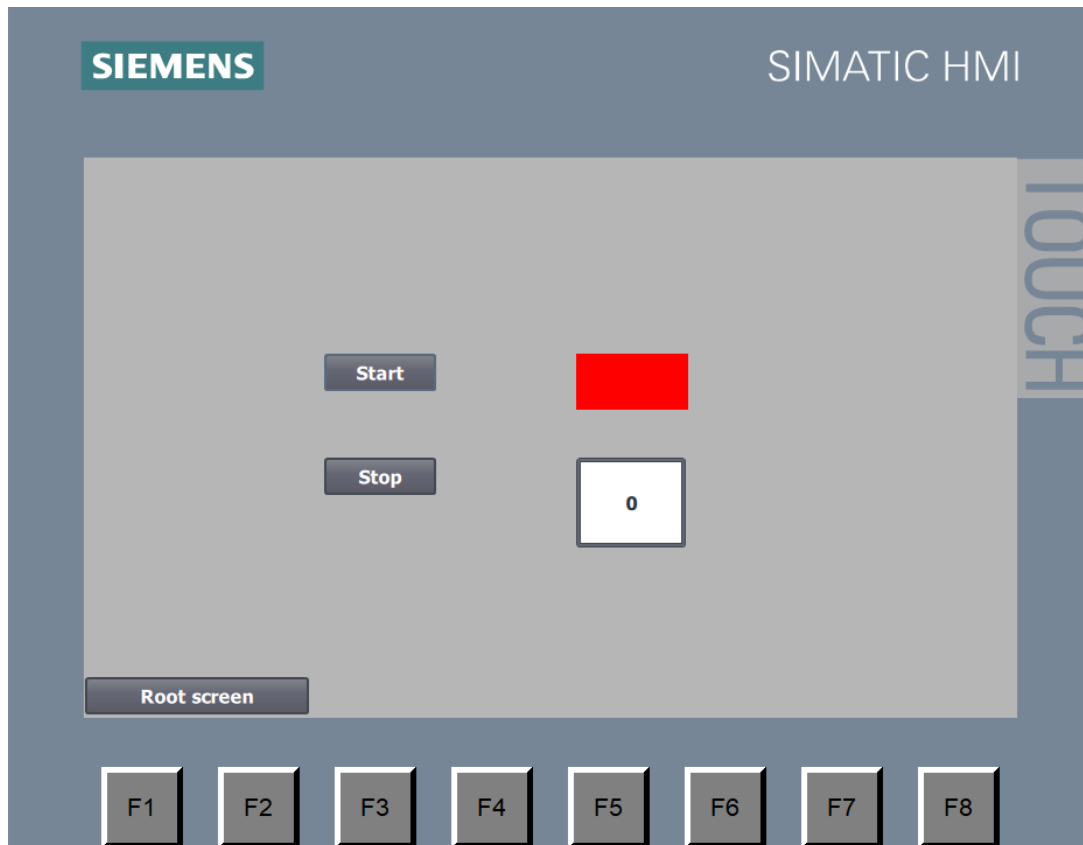 SIEMENS
SIMATIC HMI
TOUCH
Start
Stop
0
Root screen
F1
F2
F3
F4
F5
F6
F7
F8